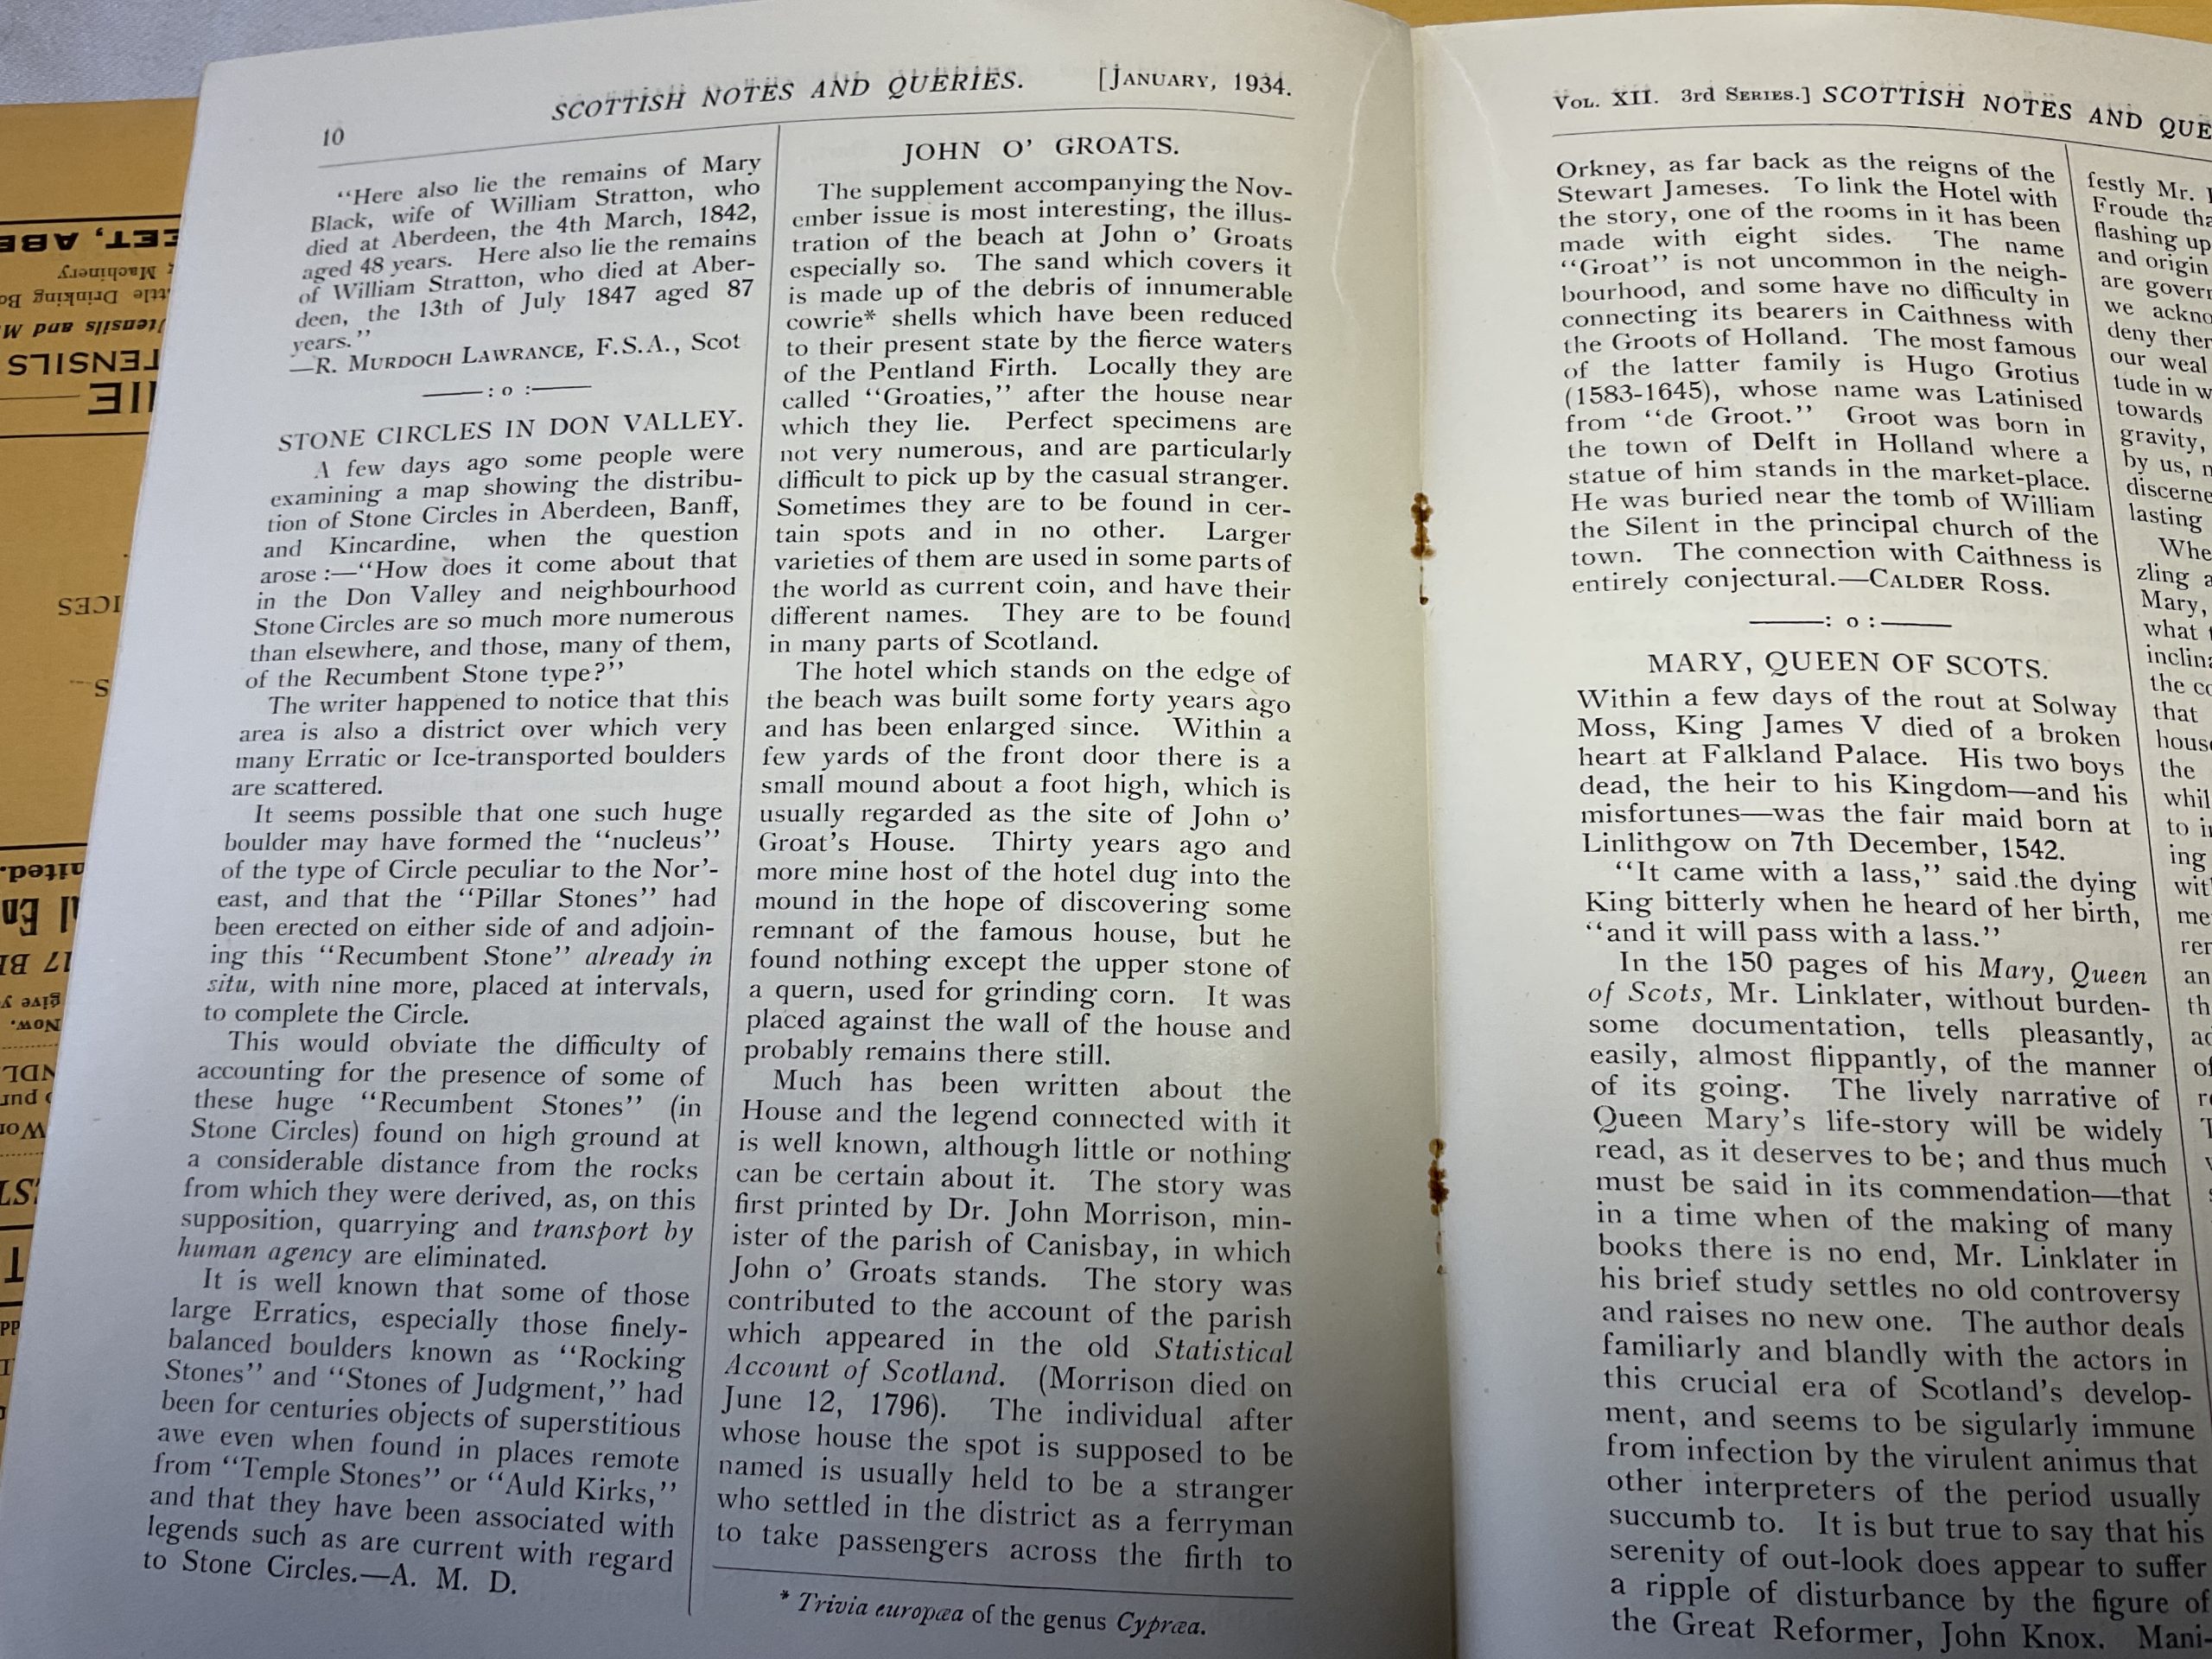 10
SCOTTISH NOTES AND QUERIES.
[JANUARY, 1934.
"Here also lie the remains of Mary
Black, wife of William Stratton, who
died at Aberdeen, the 4th March, 1842,
aged 48 years. Here also lie the remains
of William Stratton, who died at Aber-
deen, the 13th of July 1847 aged 87
years."
—R. MURDOCH LAWRANCE, F.S.A., Scot
——: o :——
STONE CIRCLES IN DON VALLEY.
A few days ago some people were
examining a map showing the distribu-
tion of Stone Circles in Aberdeen, Banff,
and Kincardine, when the question
arose :—"How does it come about that
in the Don Valley and neighbourhood
Stone Circles are so much more numerous
than elsewhere, and those, many of them,
of the Recumbent Stone type?"
The writer happened to notice that this
area is also a district over which very
many Erratic or Ice-transported boulders
are scattered.
It seems possible that one such huge
boulder may have formed the "nucleus"
of the type of Circle peculiar to the Nor'-
east, and that the "Pillar Stones" had
been erected on either side of and adjoin-
ing this "Recumbent Stone" already in
situ, with nine more, placed at intervals,
to complete the Circle.
This would obviate the difficulty of
accounting for the presence of some of
these huge "Recumbent Stones" (in
Stone Circles) found on high ground at
a considerable distance from the rocks
from which they were derived, as, on this
supposition, quarrying and transport by
human agency are eliminated.
It is well known that some of those
large Erratics, especially those finely-
balanced boulders known as "Rocking
Stones" and "Stones of Judgment," had
been for centuries objects of superstitious
awe even when found in places remote
from "Temple Stones" or "Auld Kirks,"
and that they have been associated with
legends such as are current with regard
to Stone Circles.—A. M. D.
JOHN O' GROATS.
The supplement accompanying the Nov-
ember issue is most interesting, the illus-
tration of the beach at John o' Groats
especially so. The sand which covers it
is made up of the debris of innumerable
cowrie* shells which have been reduced
to their present state by the fierce waters
of the Pentland Firth. Locally they are
called "Groaties," after the house near
which they lie. Perfect specimens are
not very numerous, and are particularly
difficult to pick up by the casual stranger.
Sometimes they are to be found in cer-
tain spots and in no other. Larger
varieties of them are used in some parts of
the world as current coin, and have their
different names. They are to be found
in many parts of Scotland.
The hotel which stands on the edge of
the beach was built some forty years ago
and has been enlarged since. Within a
few yards of the front door there is a
small mound about a foot high, which is
usually regarded as the site of John o'
Groat's House. Thirty years ago and
more mine host of the hotel dug into the
mound in the hope of discovering some
remnant of the famous house, but he
found nothing except the upper stone of
a quern, used for grinding corn. It was
placed against the wall of the house and
probably remains there still.
Much has been written about the
House and the legend connected with it
is well known, although little or nothing
can be certain about it. The story was
first printed by Dr. John Morrison, min-
ister of the parish of Canisbay, in which
John o' Groats stands. The story was
contributed to the account of the parish
which appeared in the old Statistical
Account of Scotland. (Morrison died on
June 12, 1796). The individual after
whose house the spot is supposed to be
named is usually held to be a stranger
who settled in the district as a ferryman
to take passengers across the firth to
* Trivia europæa of the genus Cypræa.
VOL. XII. 3rd SERIES.] SCOTTISH NOTES AND QUE
Orkney, as far back as the reigns of the
Stewart Jameses. To link the Hotel with
the story, one of the rooms in it has been
made with eight sides. The name
"Groat" is not uncommon in the neigh-
bourhood, and some have no difficulty in
connecting its bearers in Caithness with
the Groots of Holland. The most famous
of the latter family is Hugo Grotius
(1583-1645), whose name was Latinised
from "de Groot." Groot was born in
the town of Delft in Holland where a
statue of him stands in the market-place.
He was buried near the tomb of William
the Silent in the principal church of the
town. The connection with Caithness is
entirely conjectural.—CALDER ROSS.
——: o :——
MARY, QUEEN OF SCOTS.
Within a few days of the rout at Solway
Moss, King James V died of a broken
heart at Falkland Palace. His two boys
dead, the heir to his Kingdom—and his
misfortunes—was the fair maid born at
Linlithgow on 7th December, 1542.
"It came with a lass," said the dying
King bitterly when he heard of her birth,
"and it will pass with a lass."
In the 150 pages of his Mary, Queen
of Scots, Mr. Linklater, without burden-
some documentation, tells pleasantly,
easily, almost flippantly, of the manner
of its going. The lively narrative of
Queen Mary's life-story will be widely
read, as it deserves to be; and thus much
must be said in its commendation—that
in a time when of the making of many
books there is no end, Mr. Linklater in
his brief study settles no old controversy
and raises no new one. The author deals
familiarly and blandly with the actors in
this crucial era of Scotland's develop-
ment, and seems to be sigularly immune
from infection by the virulent animus that
other interpreters of the period usually
succumb to. It is but true to say that his
serenity of out-look does appear to suffer
a ripple of disturbance by the figure of
the Great Reformer, John Knox. Mani-
festly Mr.
Froude tha
flashing up
and origin
are gover
we ackno
deny ther
our weal
tude in w
towards
gravity,
by us, n
discerne
lasting
Whe
zling a
Mary,
what t
inclina
the co
that
house
the
whil
to i
ing
wit
me